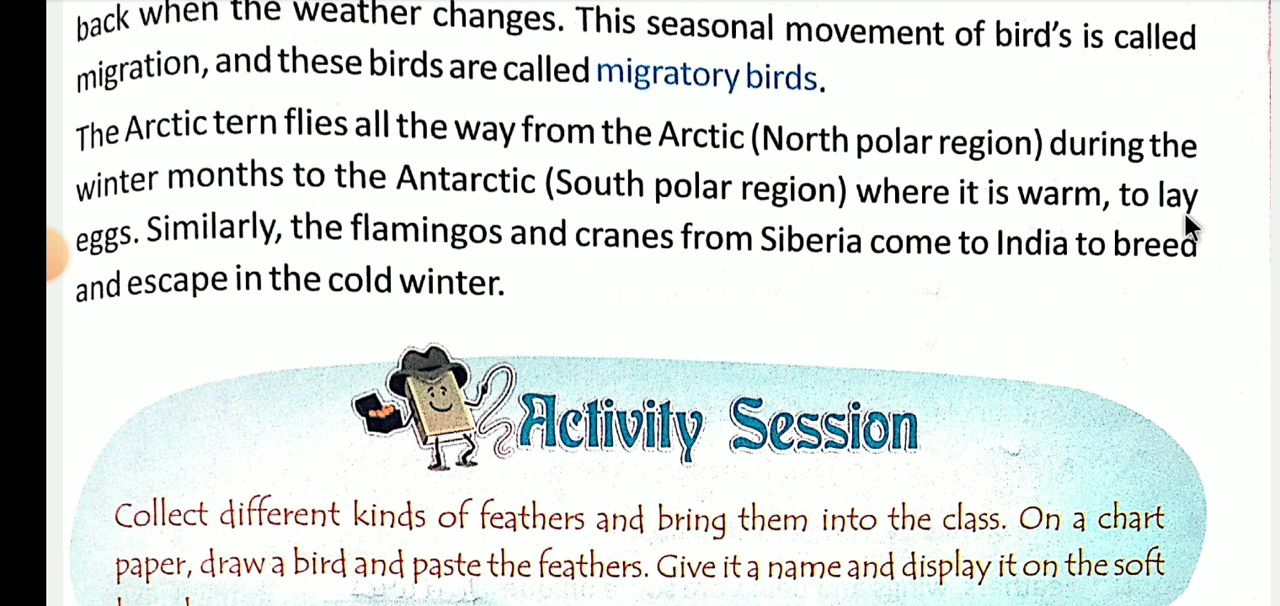 back when the weather changes. This seasonal movement of bird's is called
migration, and these birds are called migratory birds.
The Arctic tern flies all the way from the Arctic (North polar region) during the
winter months to the Antarctic (South polar region) where it is warm, to lay
eggs. Similarly, the flamingos and cranes from Siberia come to India to breed
and escape in the cold winter.
Activity Session
Collect different kinds of feathers and bring them into the class. On a chart
paper, draw a bird and paste the feathers. Give it a name and display it on the soft